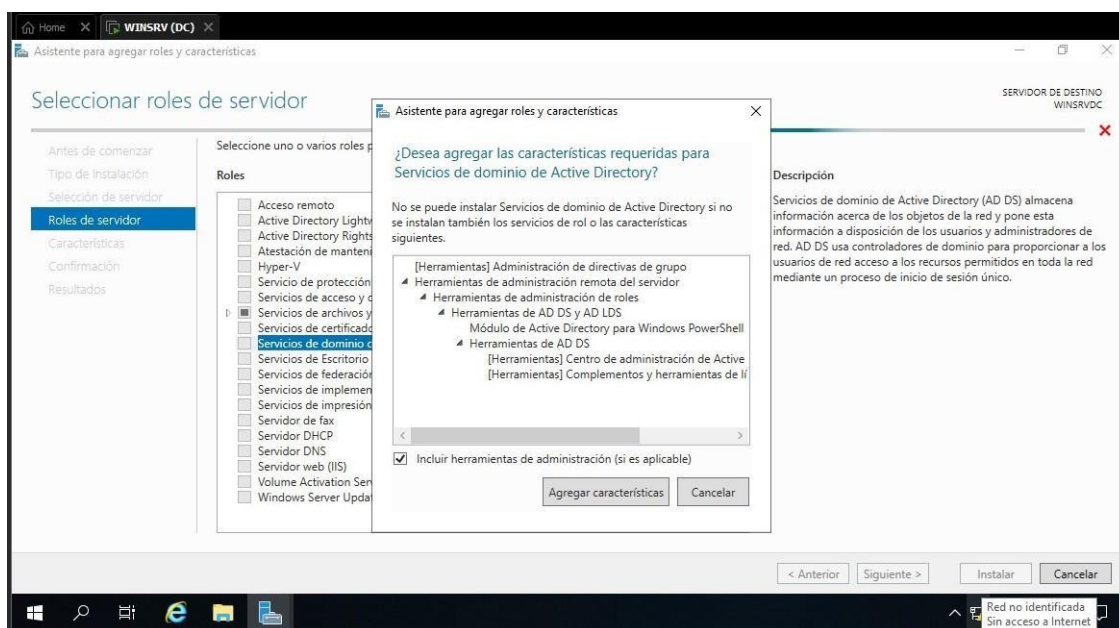 Home
WINSRV (DC)
Asistente para agregar roles y características
Seleccionar roles de servidor
SERVIDOR DE DESTINO
WINSRVDC
Antes de comenzar
Tipo de instalación
Selección de servidor
Roles de servidor
Características
Confirmación
Resultados
Seleccione uno o varios roles
Roles
Acceso remoto
Active Directory
Active Directory Rights
Atestación de
Hyper-V
Servicio de protección
Servicios de acceso y
Servicios de archivos y
Servicios de
Servicios de dominio
Servicios de Escritorio
Servicios de
Servicios de
Servicios de impresión
Servidor de fax
Servidor DHCP
Servidor DNS
Servidor web (IIS)
Volume Activation
Windows Server
Asistente para agregar roles y características
¿Desea agregar las características requeridas para
Servicios de dominio de Active Directory?
No se puede instalar Servicios de dominio de Active Directory si no
se instalan también los servicios de rol o las características
siguientes.
[Herramientas] Administración de directivas de grupo
Herramientas de administración remota del servidor
Herramientas de administración de roles
Herramientas de AD DS y AD LDS
Módulo de Active Directory para Windows PowerShell
Herramientas de AD DS
[Herramientas] Centro de administración de Active
[Herramientas] Complementos y herramientas de
Incluir herramientas de administración (si es aplicable)
Agregar características
Cancelar
Descripción
Servicios de dominio de Active Directory (AD DS) almacena
información acerca de los objetos de la red y pone esta
información a disposición de los usuarios y administradores de
red. AD DS usa controladores de dominio para proporcionar a los
usuarios de red acceso a los recursos permitidos en toda la red
mediante un proceso de inicio de sesión único.
< Anterior
Siguiente >
Instalar
Cancelar
Red no identificada
Sin acceso a Internet